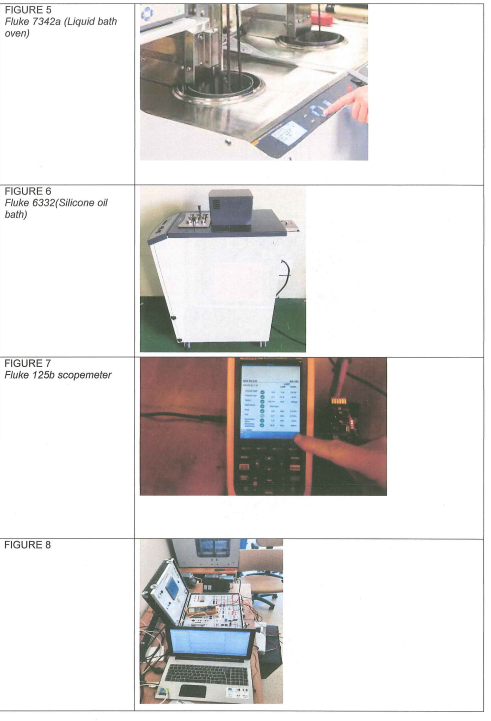 FIGURE 5
Fluke 7342a (Liquid bath
oven)
FIGURE 6
Fluke 6332(Silicone oil
bath)
FIGURE 7
Fluke 125b scopemeter
FIGURE 8